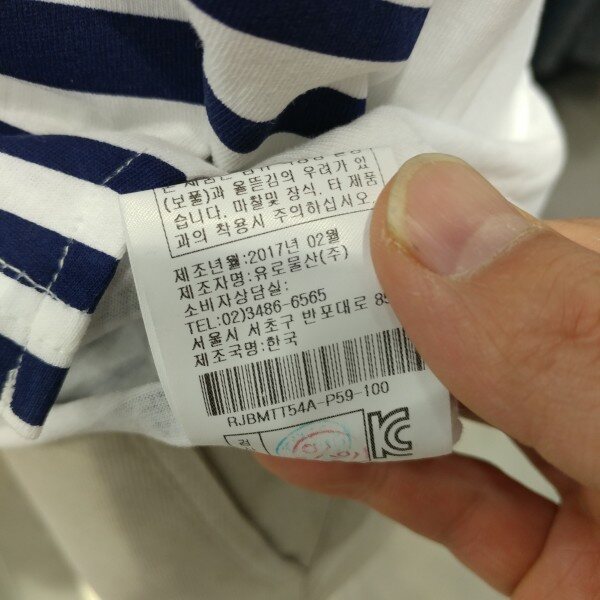 (보풀)과 올뜯김의 우려가 있
습니다. 마찰및 장식, 타 제품
과의 착용시 주의하십시오.
제조년월:2017년 02월
제조자명:유로물산(주)
소비자상담실:
TEL:02)3486-6565
서울시 서초구 반포대로
제조국명:한국
RJBMTT54A-P59-100